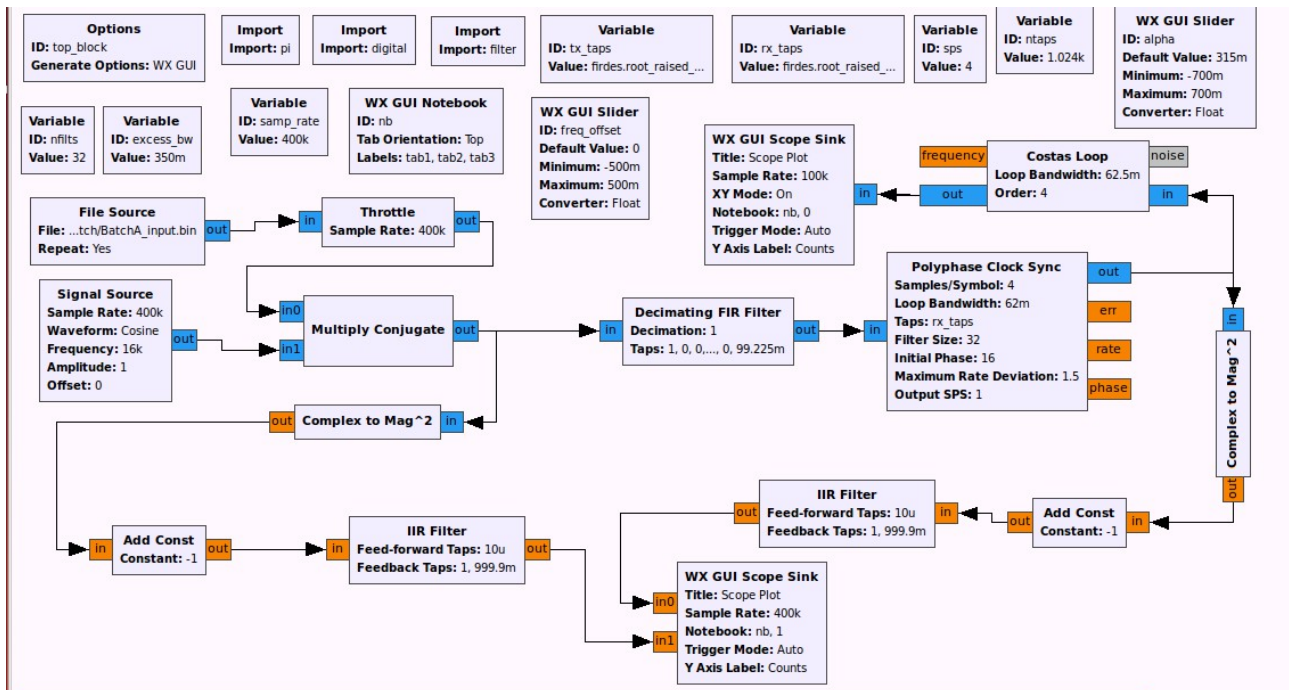 Options
ID: top_block
Generate Options: WX GUI
Import
Import: pi
Import
Import: digital
Import
Import: filter
Variable
ID: tx_taps
Value: firdes.root_raised_...
Variable
ID: rx_taps
Value: firdes.root_raised_...
Variable
ID: sps
Value: 4
Variable
ID: ntaps
Value: 1.024k
WX GUI Slider
ID: alpha
Default Value: 315m
Minimum: -700m
Maximum: 700m
Converter: Float
Variable
ID: nfilts
Value: 32
Variable
ID: excess_bw
Value: 350m
Variable
ID: samp_rate
Value: 400k
WX GUI Notebook
ID: nb
Tab Orientation: Top
Labels: tab1, tab2, tab3
WX GUI Slider
ID: freq_offset
Default Value: 0
Minimum: -500m
Maximum: 500m
Converter: Float
WX GUI Scope Sink
Title: Scope Plot
Sample Rate: 100k
XY Mode: On
Notebook: nb, 0
Trigger Mode: Auto
Y Axis Label: Counts
in
frequency
out
Costas Loop
Loop Bandwidth: 62.5m
Order: 4
noise
in
File Source
File: ...tch/BatchA_input.bin
Repeat: Yes
out
in
Throttle
Sample Rate: 400k
out
Signal Source
Sample Rate: 400k
Waveform: Cosine
Frequency: 16k
Amplitude: 1
Offset: 0
out
in0
in1
Multiply Conjugate
out
in
Decimating FIR Filter
Decimation: 1
Taps: 1, 0, 0,..., 0, 99.225m
out
in
Polyphase Clock Sync
Samples/Symbol: 4
Loop Bandwidth: 62m
Taps: rx_taps
Filter Size: 32
Initial Phase: 16
Maximum Rate Deviation: 1.5
Output SPS: 1
out
err
rate
phase
in
Complex to Mag^2
out
out
Complex to Mag^2
in
in
Add Const
Constant: -1
out
in
IIR Filter
Feed-forward Taps: 10u
Feedback Taps: 1, 999.9m
out
out
IIR Filter
Feed-forward Taps: 10u
Feedback Taps: 1, 999.9m
in
out
Add Const
Constant: -1
in
in0
in1
WX GUI Scope Sink
Title: Scope Plot
Sample Rate: 400k
Notebook: nb, 1
Trigger Mode: Auto
Y Axis Label: Counts